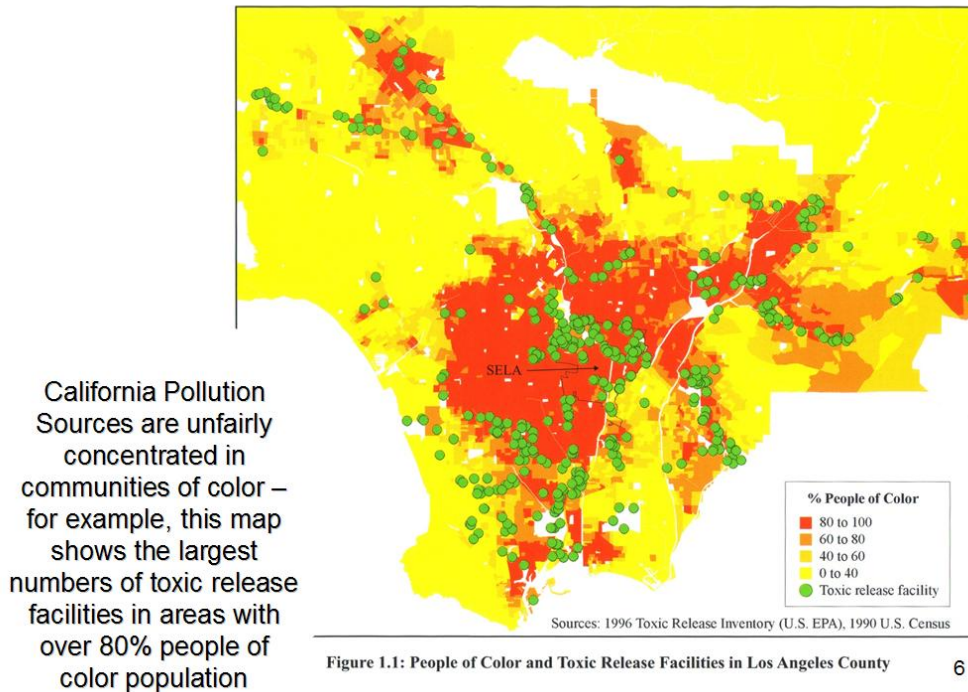 California Pollution
Sources are unfairly
concentrated in
communities of color –
for example, this map
shows the largest
numbers of toxic release
facilities in areas with
over 80% people of
color population
SELA
% People of Color
80 to 100
60 to 80
40 to 60
0 to 40
Toxic release facility
Sources: 1996 Toxic Release Inventory (U.S. EPA), 1990 U.S. Census
Figure 1.1: People of Color and Toxic Release Facilities in Los Angeles County
6